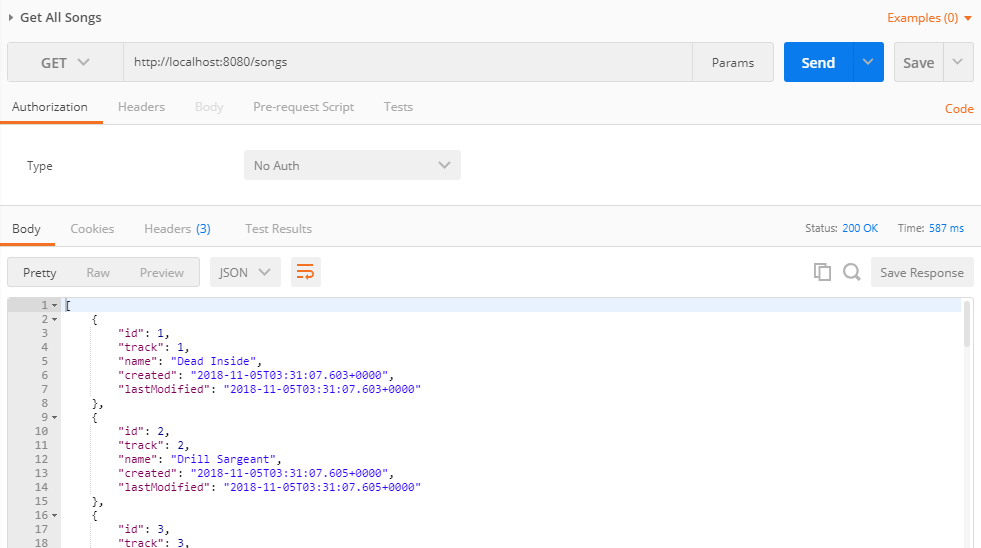 Get All Songs Examples (0)
GET http://localhost:8080/songs Params Send Save
Authorization Headers Body Pre-request Script Tests Code
Type No Auth
Body Cookies Headers (3) Test Results Status: 200 OK Time: 587 ms
Pretty Raw Preview JSON Save Response
1 [
2 {
3 "id": 1,
4 "track": 1,
5 "name": "Dead Inside",
6 "created": "2018-11-05T03:31:07.603+0000",
7 "lastModified": "2018-11-05T03:31:07.603+0000"
8 },
9 {
10 "id": 2,
11 "track": 2,
12 "name": "Drill Sargeant",
13 "created": "2018-11-05T03:31:07.605+0000",
14 "lastModified": "2018-11-05T03:31:07.605+0000"
15 },
16 {
17 "id": 3,
18 "track": 3,